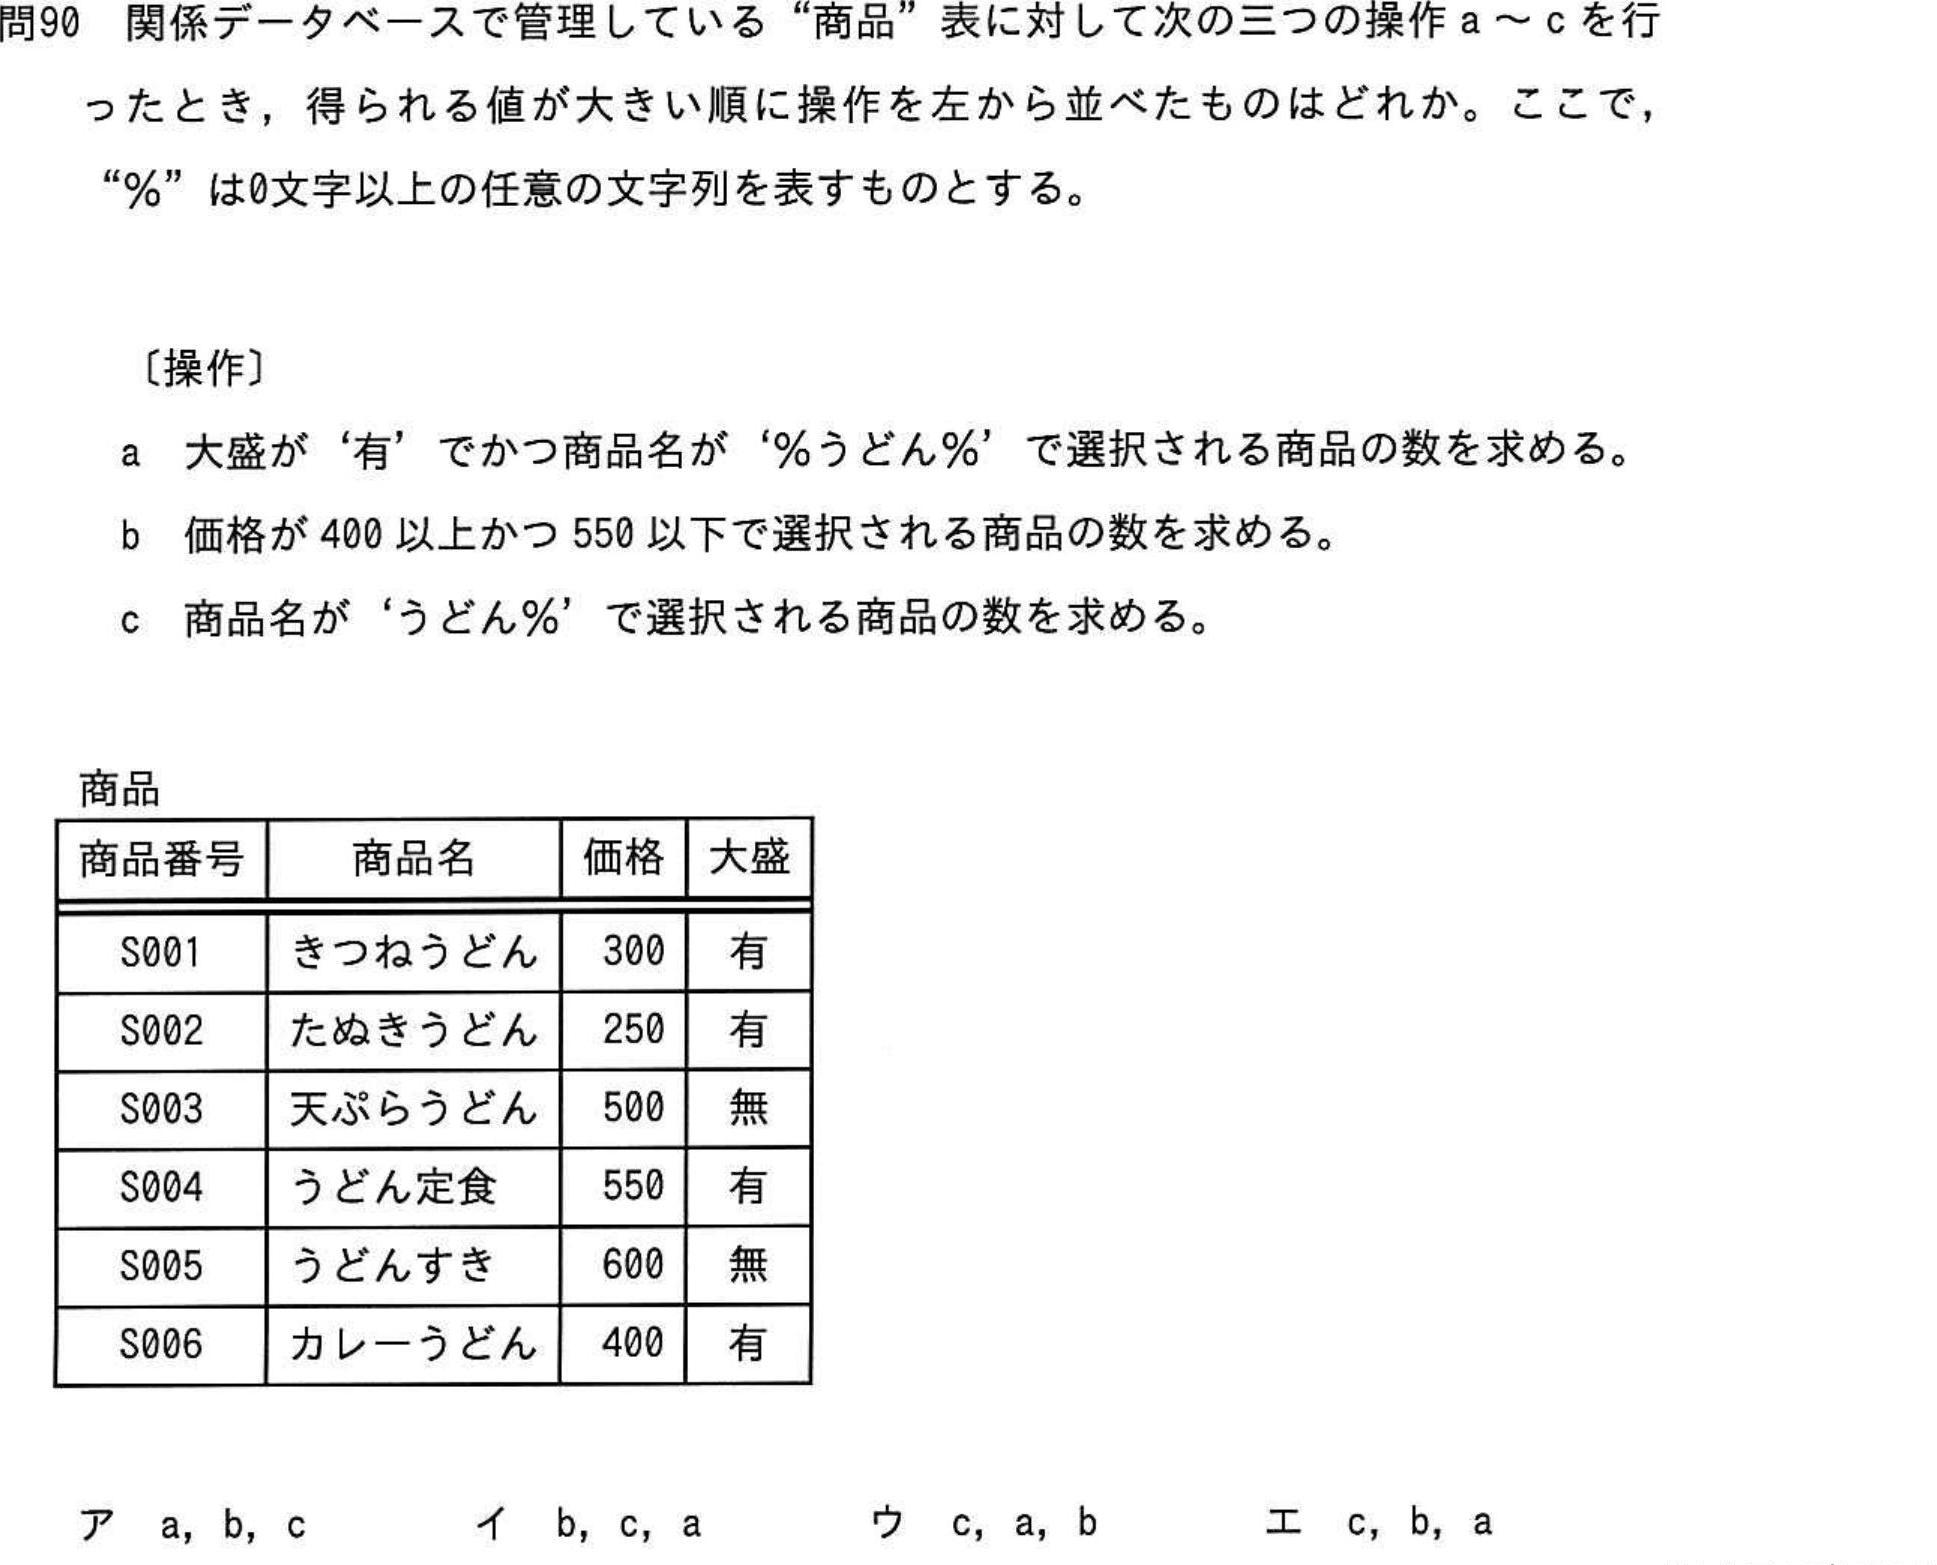 問90 関係データベースで管理している“商品”表に対して次の三つの操作a～cを行
ったとき，得られる値が大きい順に操作を左から並べたものはどれか。ここで，
“%”は0文字以上の任意の文字列を表すものとする。
〔操作〕
a 大盛が‘有’でかつ商品名が‘%うどん%’で選択される商品の数を求める。
b 価格が400以上かつ550以下で選択される商品の数を求める。
c 商品名が‘うどん%’で選択される商品の数を求める。
商品
商品番号 商品名 価格 大盛
S001 きつねうどん 300 有
S002 たぬきうどん 250 有
S003 天ぷらうどん 500 無
S004 うどん定食 550 有
S005 うどんすき 600 無
S006 カレーうどん 400 有
ア a, b, c イ b, c, a ウ c, a, b エ c, b, a